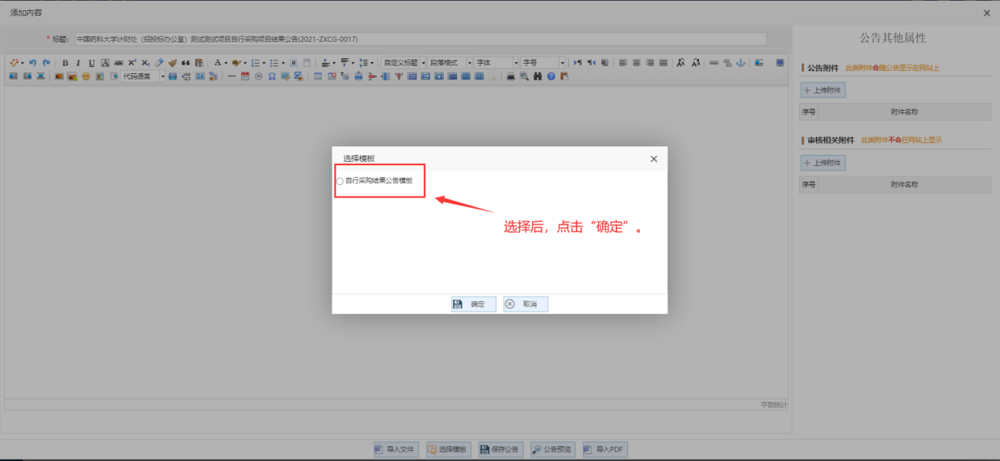 添加内容
* 标题: 中国药科大学计财处（招投标办公室）测试测试项目自行采购项目结果公告(2021-ZXCG-0017)
自定义标题 段落格式 字体 字号
代码语言
字数统计
公告其他属性
公告附件 此类附件会随公告显示在网站上
上传附件
序号 附件名称
审核相关附件 此类附件不会在网站上显示
上传附件
序号 附件名称
选择模板
自行采购结果公告模板
选择后，点击“确定”。
确定 取消
导入文件 选择模板 保存公告 公告预览 导入PDF